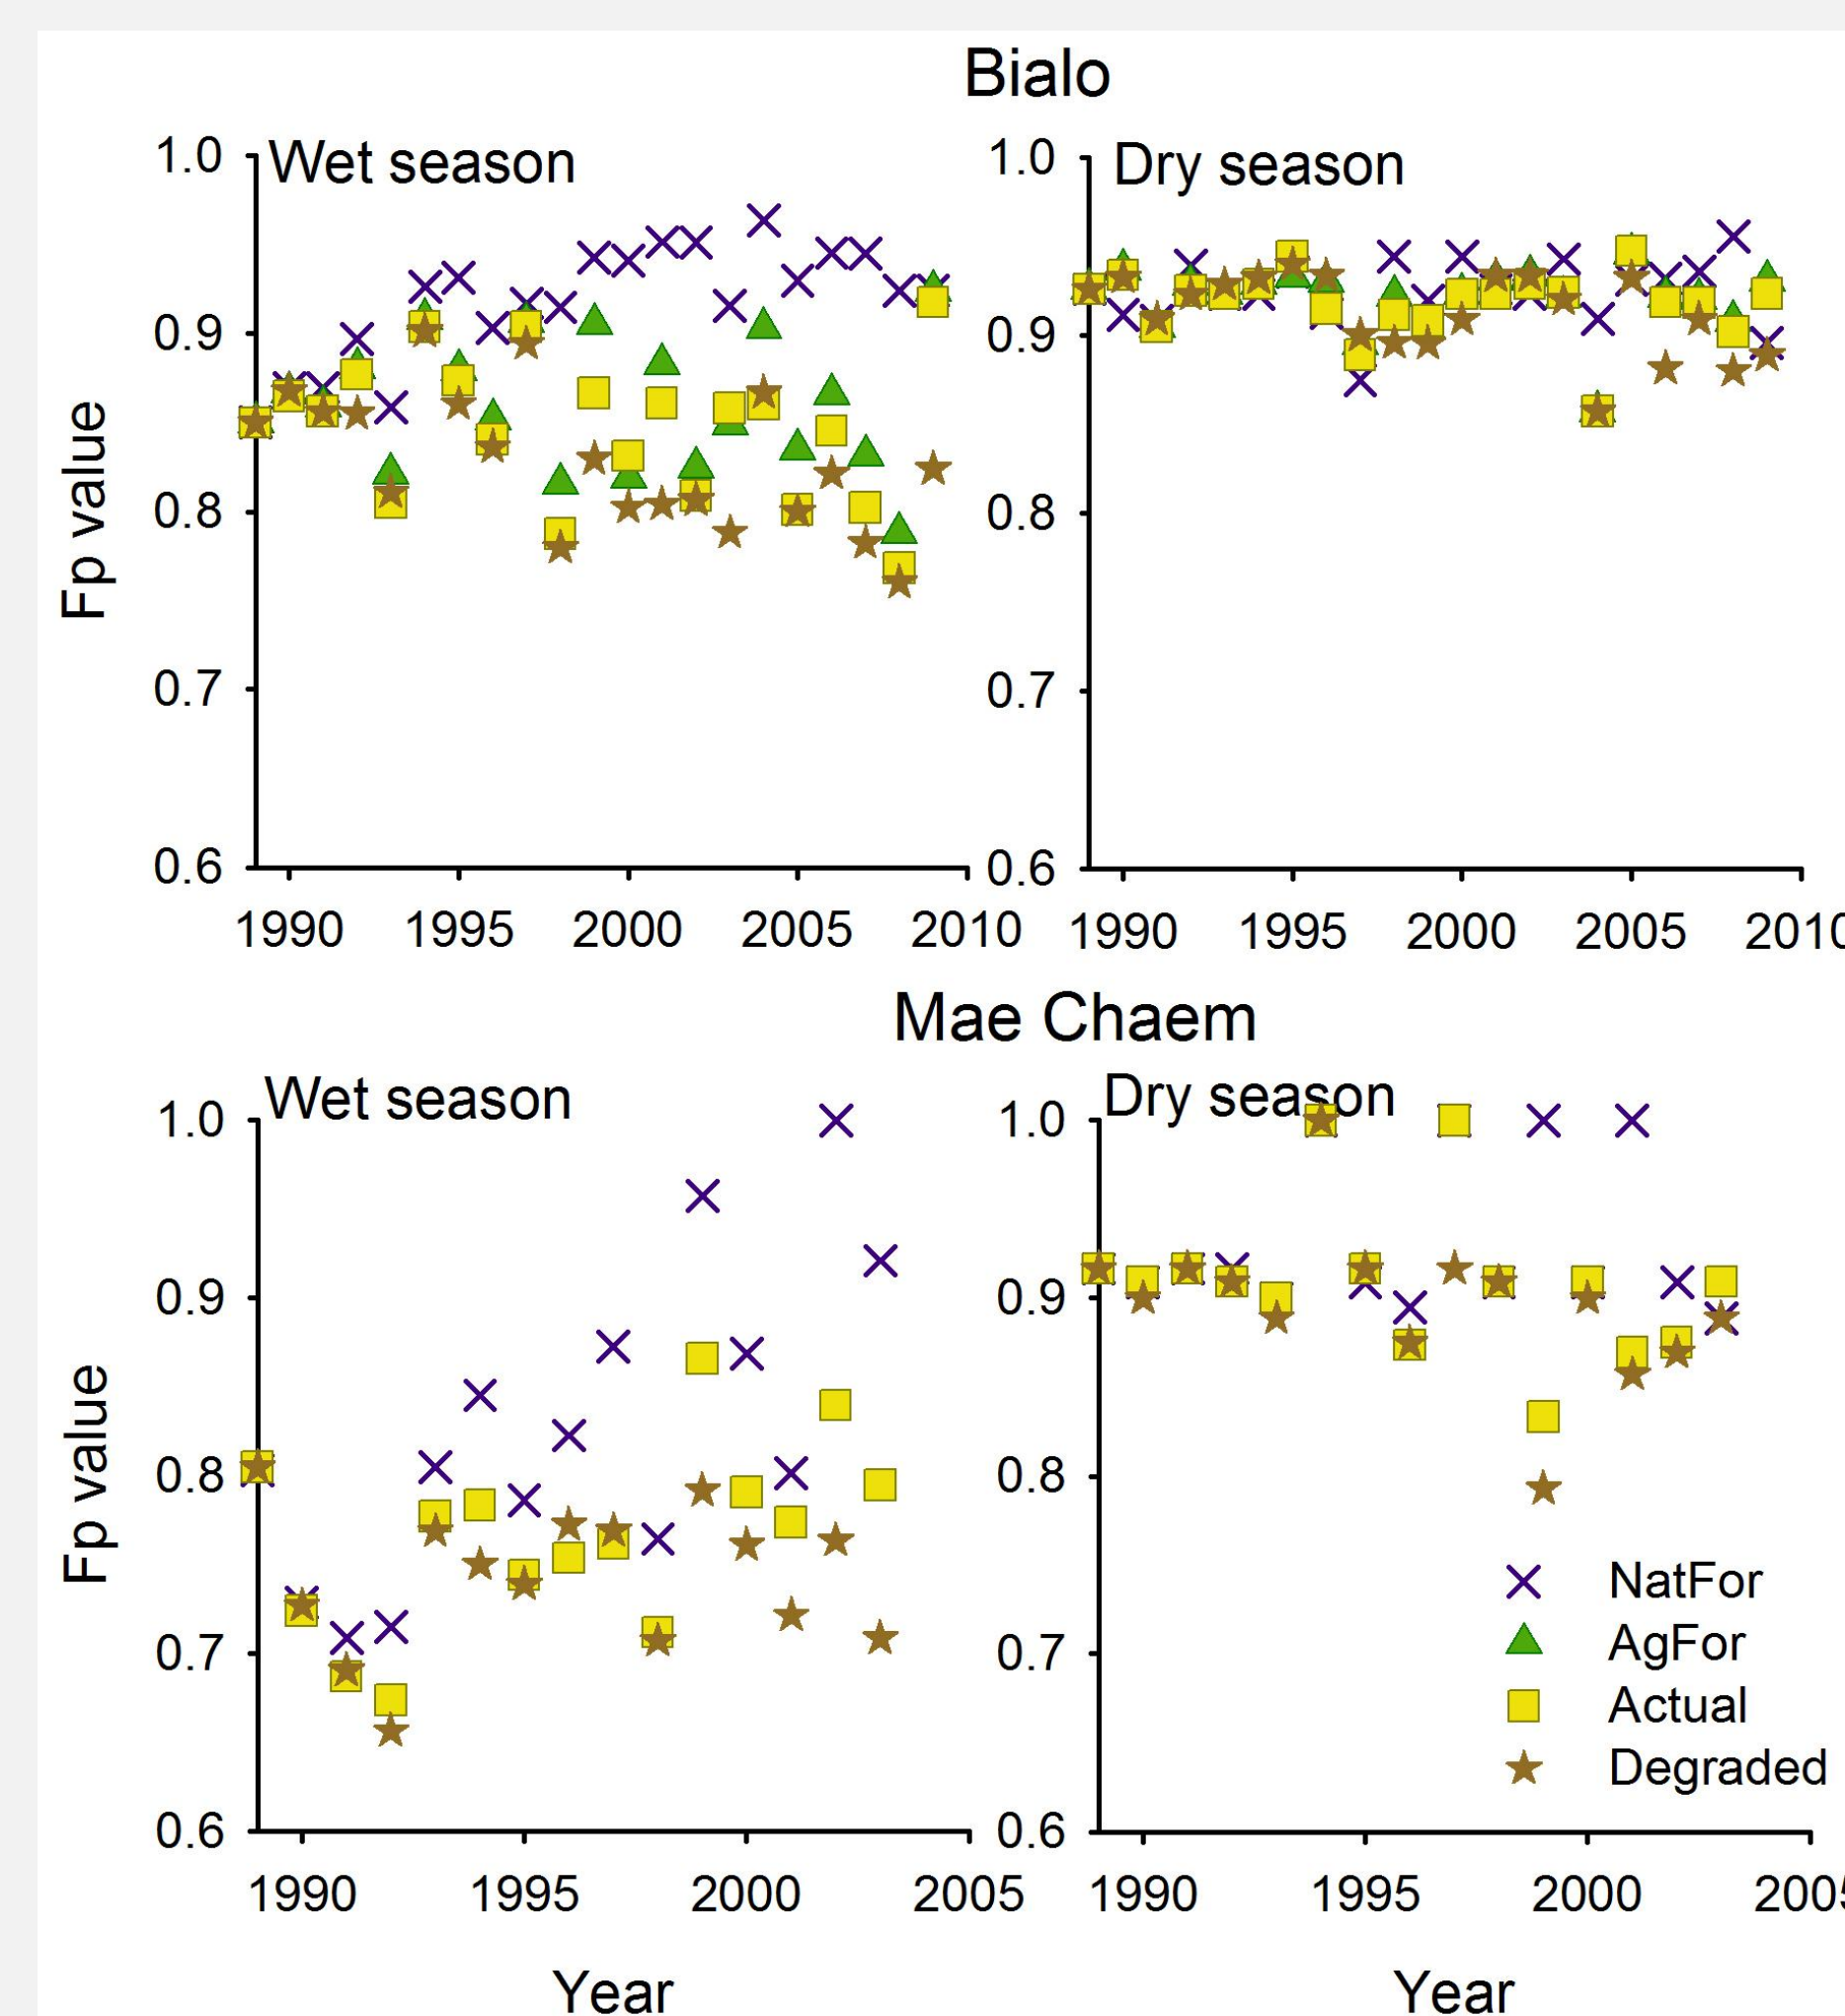 Bialo
Wet season
Dry season
1.0
0.9
0.8
0.7
0.6
1.0
0.9
0.8
0.7
0.6
Fp value
1990 1995 2000 2005 2010
1990 1995 2000 2005 2010
Mae Chaem
Wet season
Dry season
1.0
0.9
0.8
0.7
0.6
1.0
0.9
0.8
0.7
0.6
Fp value
NatFor
AgFor
Actual
Degraded
1990 1995 2000 2005
1990 1995 2000 2005
Year
Year